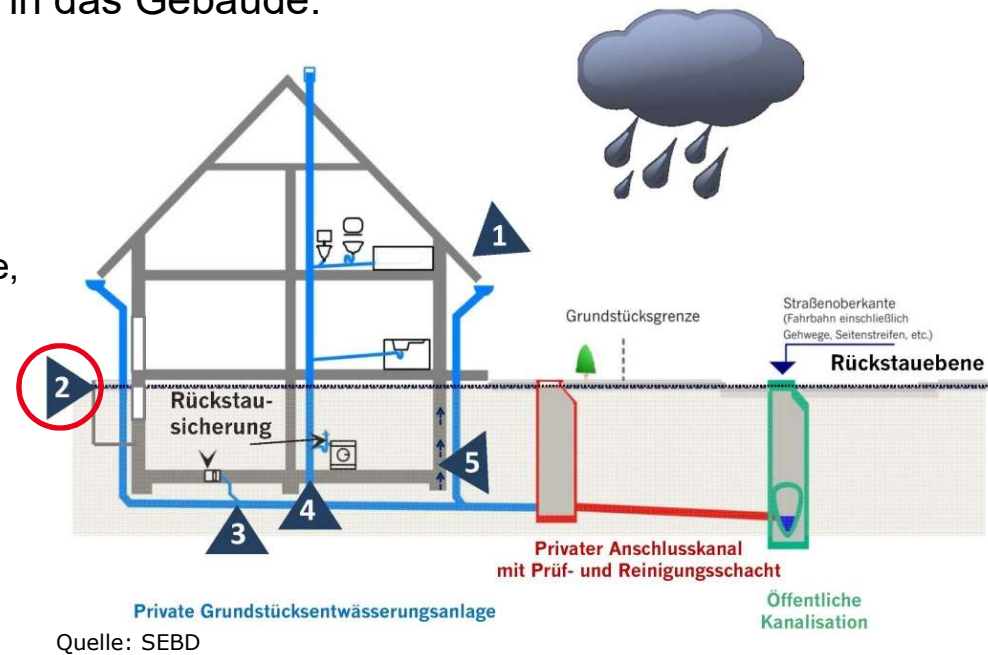 in das Gebäude.
1
e,
Grundstücksgrenze
Straßenoberkante
(Fahrbahn einschließlich
Gehwege, Seitenstreifen, etc.)
Rückstauebene
2
Rückstau-
sicherung
5
4
3
Privater Anschlusskanal
mit Prüf- und Reinigungsschacht
Öffentliche
Kanalisation
Private Grundstücksentwässerungsanlage
Quelle: SEBD